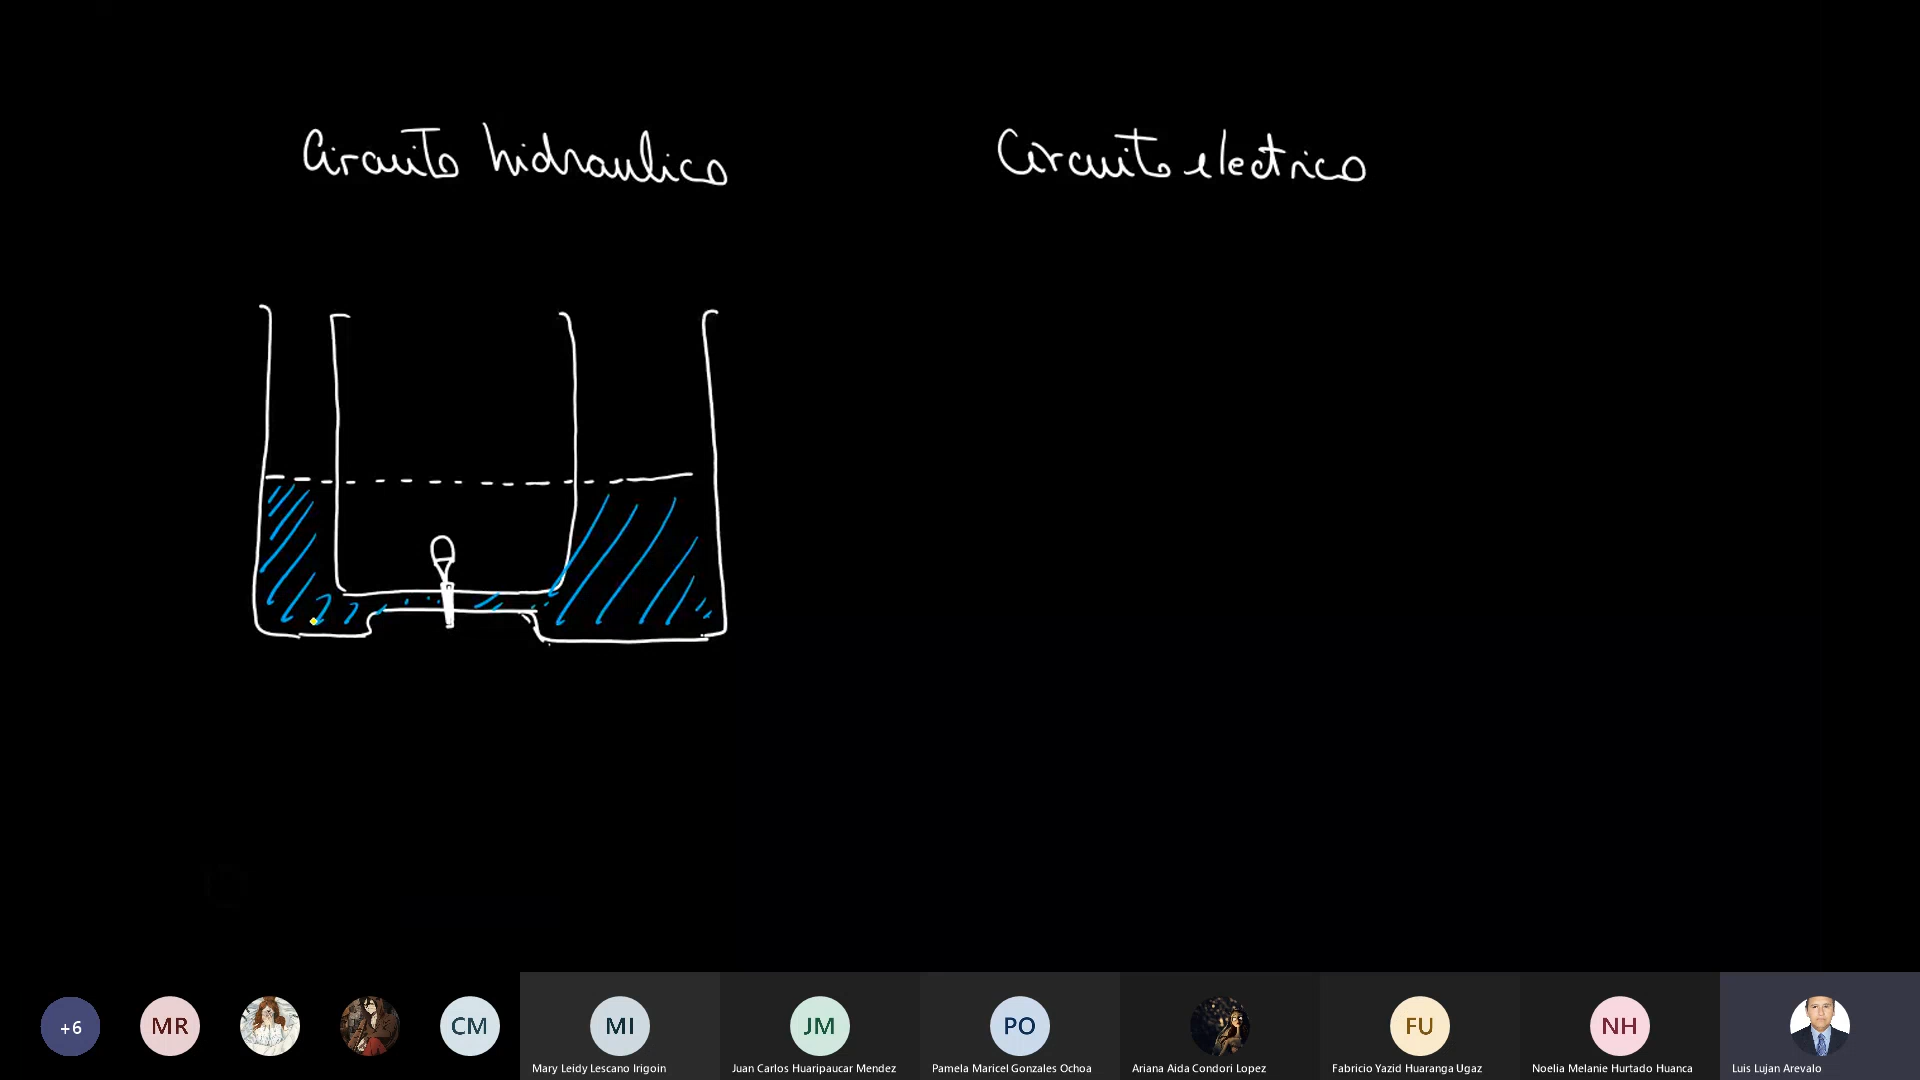 Circuito hidraulico
Circuito electrico
+6
MR
CM
MI
JM
PO
FU
NH
Mary Leidy Lescano Irigoin
Juan Carlos Huaripaucar Mendez
Pamela Maricel Gonzales Ochoa
Ariana Aida Condori Lopez
Fabricio Yazid Huaranga Ugaz
Noelia Melanie Hurtado Huanca
Luis Lujan Arevalo